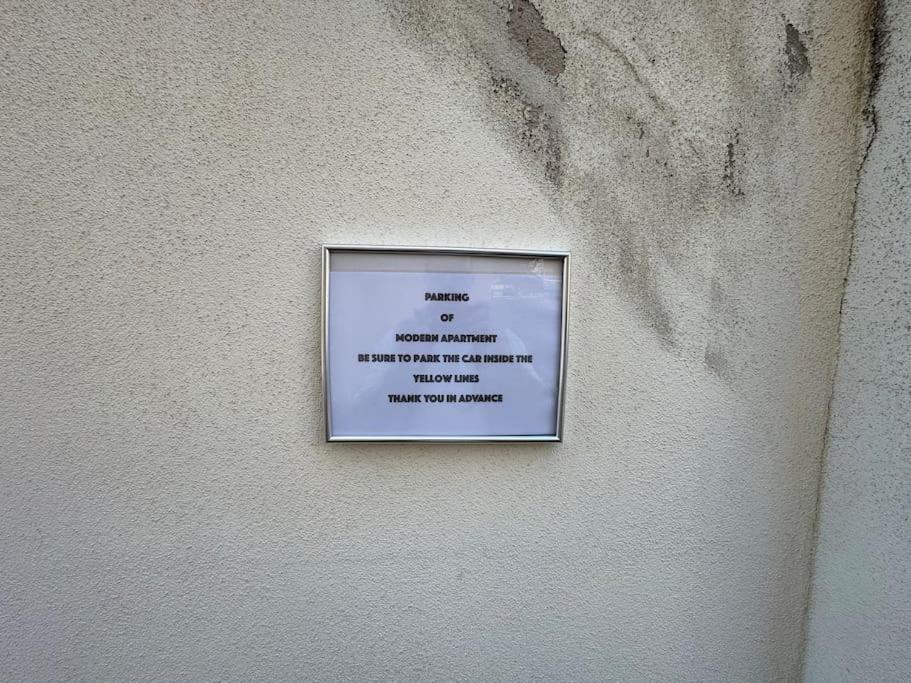 PARKING
OF
MODERN APARTMENT
BE SURE TO PARK THE CAR INSIDE THE
YELLOW LINES
THANK YOU IN ADVANCE